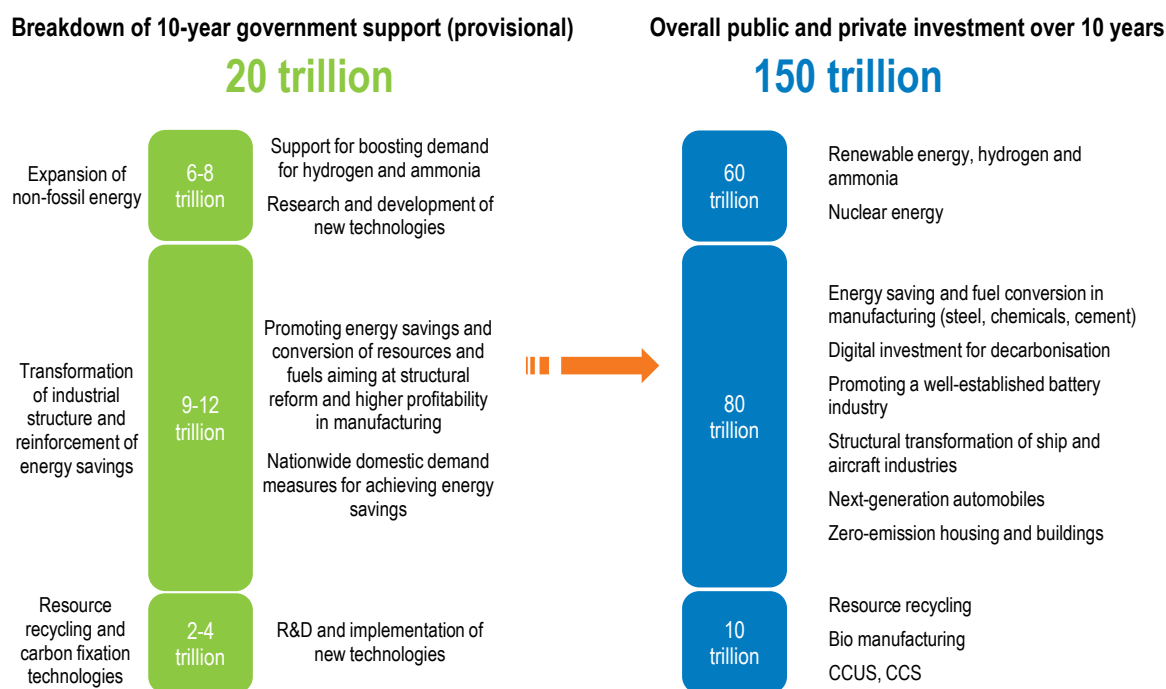 Breakdown of 10-year government support (provisional)
20 trillion
Expansion of
non-fossil energy
6-8
trillion
Support for boosting demand
for hydrogen and ammonia
Research and development of
new technologies
Transformation
of industrial
structure and
reinforcement of
energy savings
9-12
trillion
Promoting energy savings and
conversion of resources and
fuels aiming at structural
reform and higher profitability
in manufacturing
Nationwide domestic demand
measures for achieving energy
savings
Resource
recycling and
carbon fixation
technologies
2-4
trillion
R&D and implementation of
new technologies
Overall public and private investment over 10 years
150 trillion
60
trillion
Renewable energy, hydrogen and
ammonia
Nuclear energy
80
trillion
Energy saving and fuel conversion in
manufacturing (steel, chemicals, cement)
Digital investment for decarbonisation
Promoting a well-established battery
industry
Structural transformation of ship and
aircraft industries
Next-generation automobiles
Zero-emission housing and buildings
10
trillion
Resource recycling
Bio manufacturing
CCUS, CCS